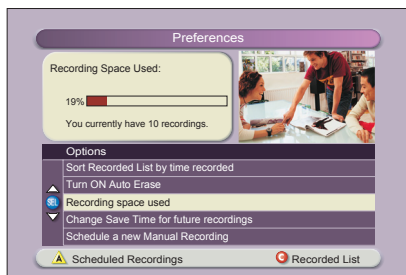 Preferences
Recording Space Used:
19%
You currently have 10 recordings.
Options
Sort Recorded List by time recorded
Turn ON Auto Erase
SEL
Recording space used
Change Save Time for future recordings
Schedule a new Manual Recording
A Scheduled Recordings
C Recorded List